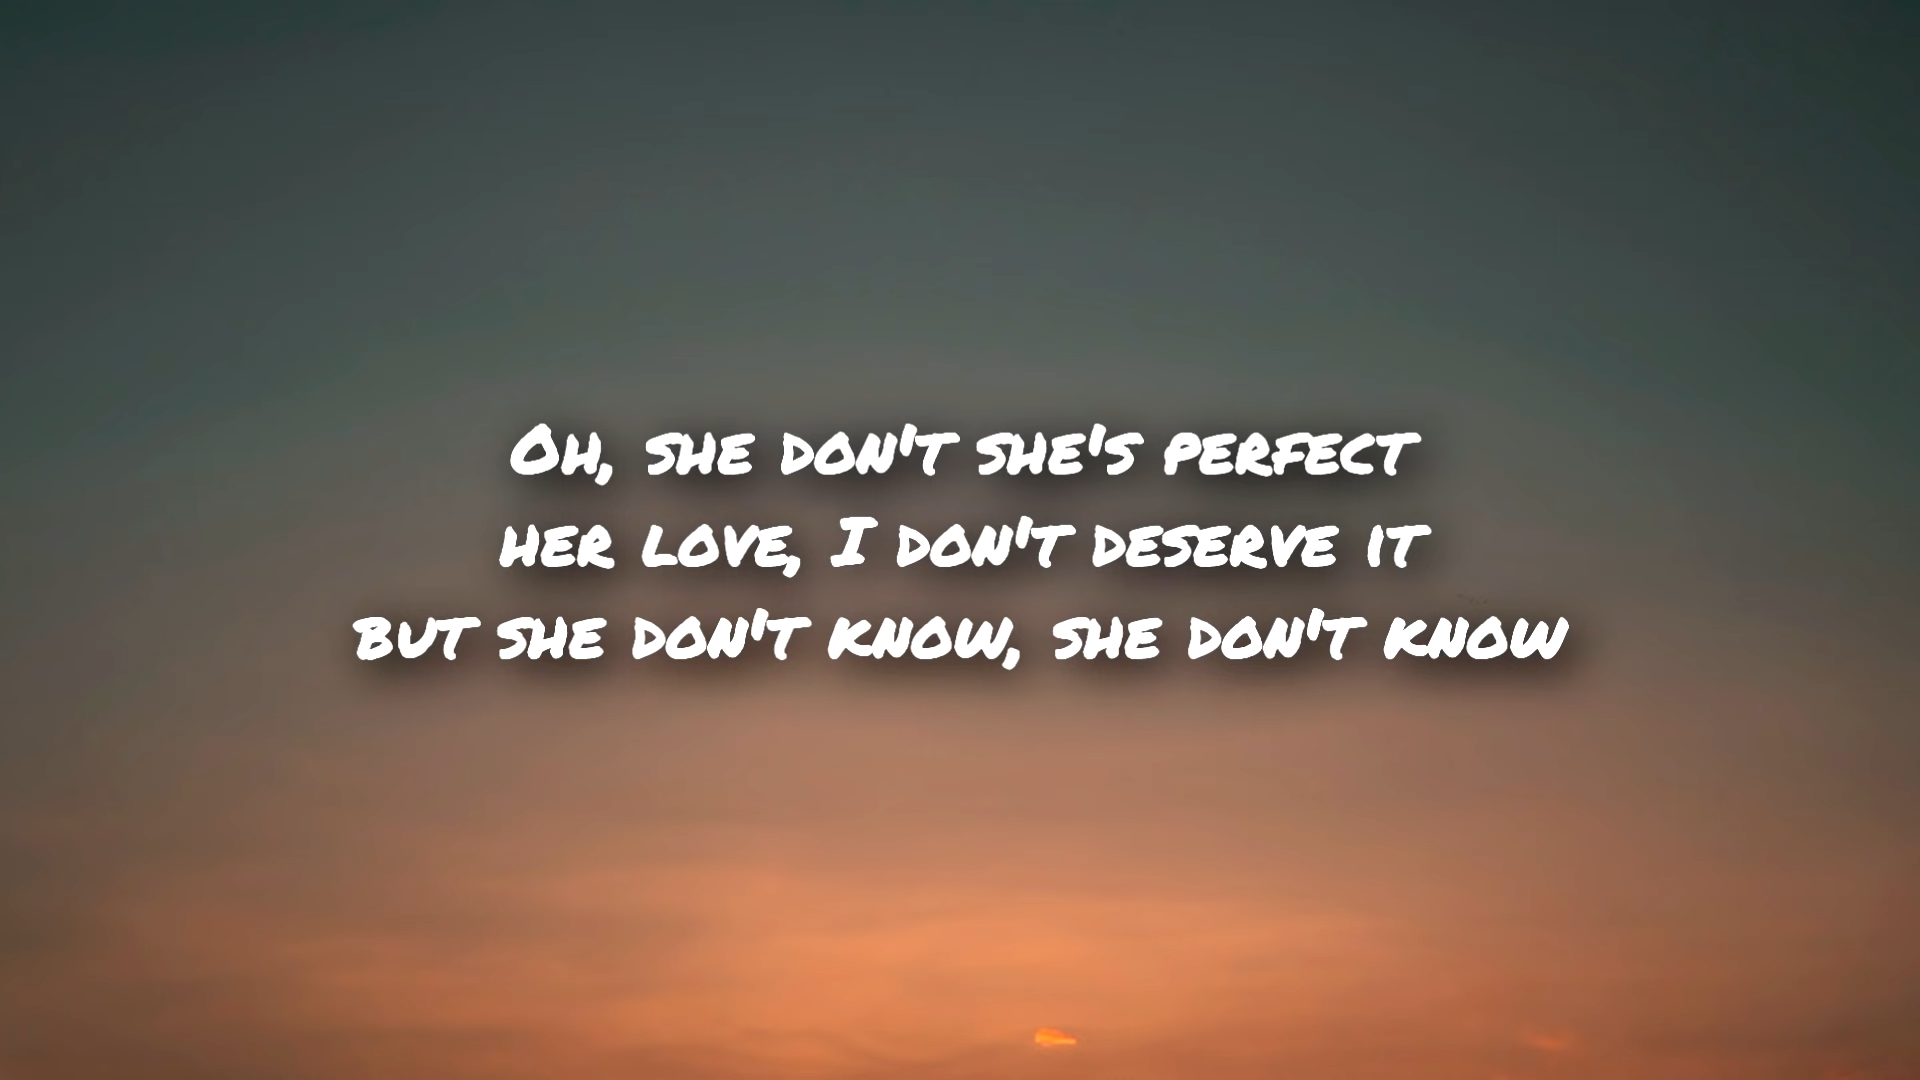 Oh, she don't she's perfect
her love, I don't deserve it
but she don't know, she don't know